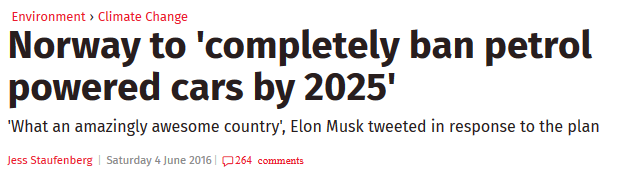 Environment › Climate Change
Norway to 'completely ban petrol
powered cars by 2025'
'What an amazingly awesome country', Elon Musk tweeted in response to the plan
Jess Staufenberg | Saturday 4 June 2016 | 264 comments